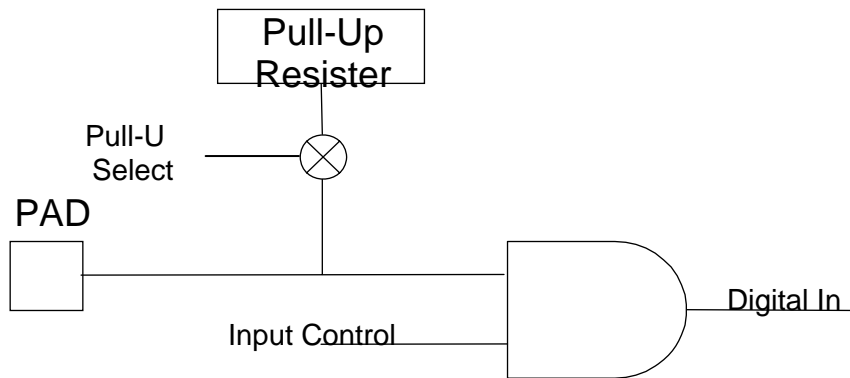 Pull-Up
Resister
Pull-U
Select
PAD
Digital In
Input Control